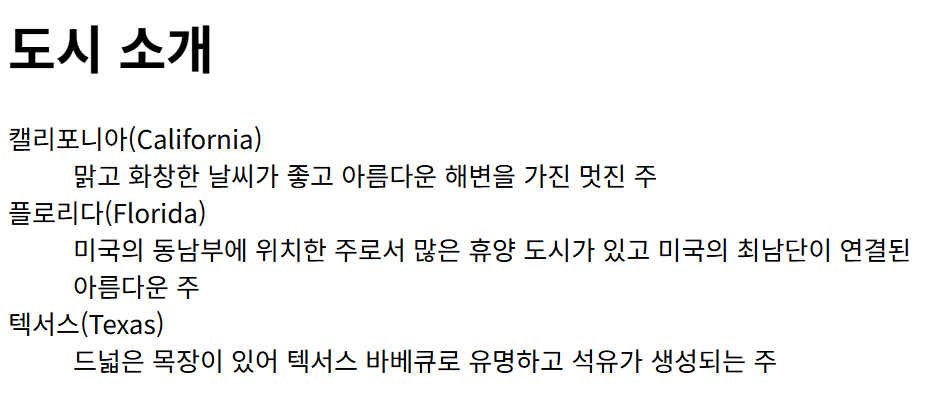 도시 소개
캘리포니아(California)
맑고 화창한 날씨가 좋고 아름다운 해변을 가진 멋진 주
플로리다(Florida)
미국의 동남부에 위치한 주로서 많은 휴양 도시가 있고 미국의 최남단이 연결된
아름다운 주
텍서스(Texas)
드넓은 목장이 있어 텍서스 바베큐로 유명하고 석유가 생성되는 주